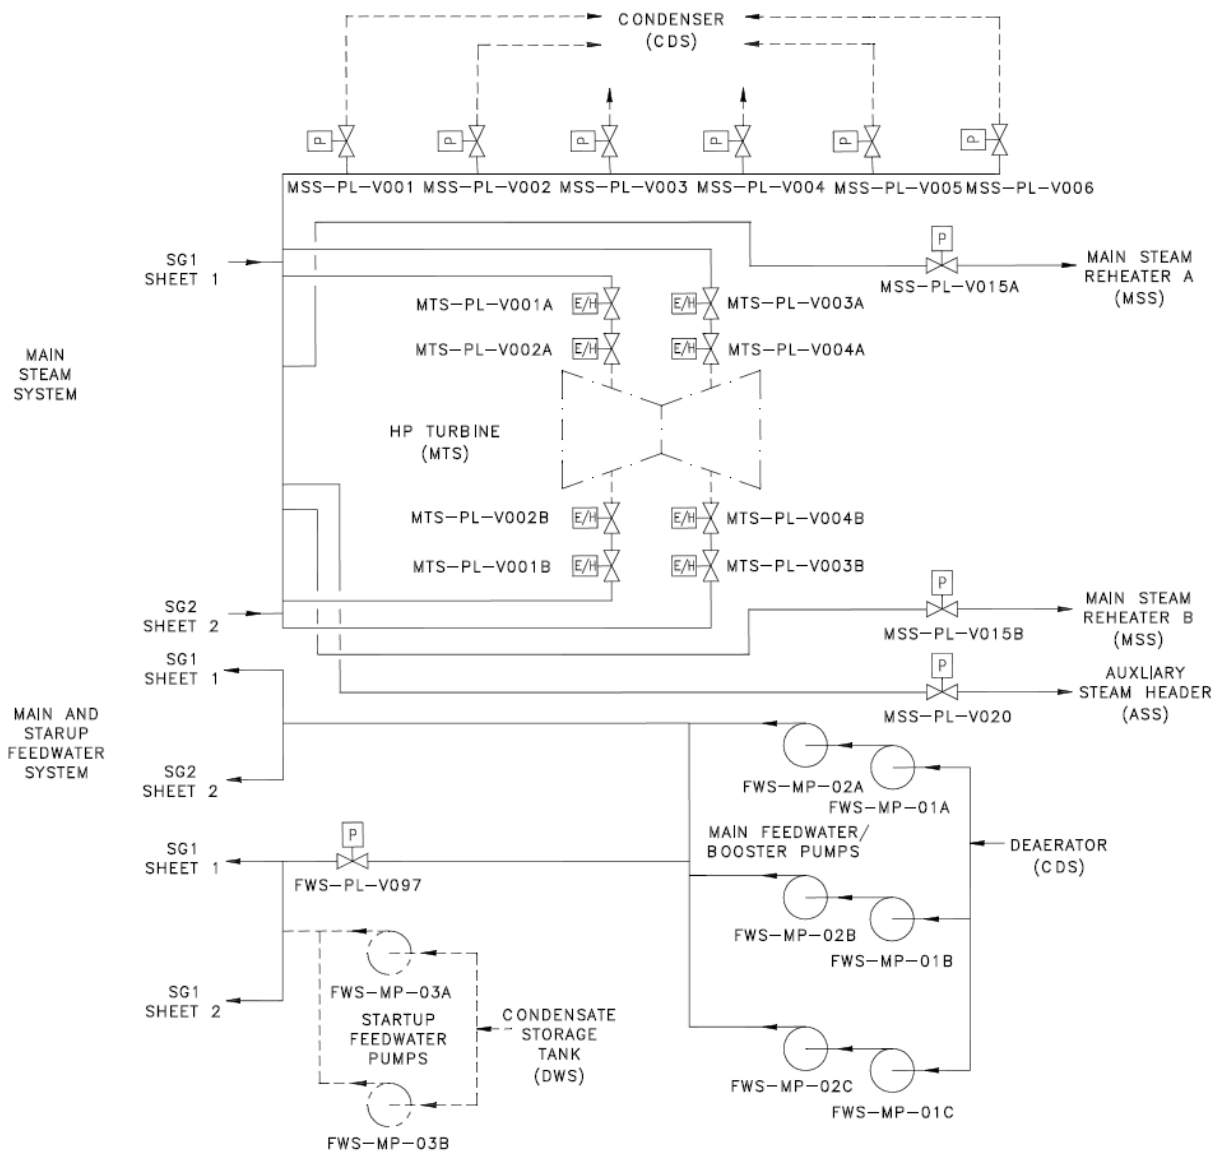 CONDENSER
(CDS)
P
P
P
P
P
P
MSS-PL-V001
MSS-PL-V002
MSS-PL-V003
MSS-PL-V004
MSS-PL-V005
MSS-PL-V006
SG1
SHEET 1
P
MSS-PL-V015A
MAIN STEAM
REHEATER A
(MSS)
MTS-PL-V001A
E/H
E/H
MTS-PL-V003A
MTS-PL-V002A
E/H
E/H
MTS-PL-V004A
MAIN
STEAM
SYSTEM
HP TURBINE
(MTS)
MTS-PL-V002B
E/H
E/H
MTS-PL-V004B
MTS-PL-V001B
E/H
E/H
MTS-PL-V003B
SG2
SHEET 2
P
MSS-PL-V015B
MAIN STEAM
REHEATER B
(MSS)
SG1
SHEET 1
P
MSS-PL-V020
AUXLIARY
STEAM HEADER
(ASS)
MAIN AND
STARUP
FEEDWATER
SYSTEM
SG2
SHEET 2
FWS-MP-02A
FWS-MP-01A
P
SG1
SHEET 1
FWS-PL-V097
MAIN FEEDWATER/
BOOSTER PUMPS
DEAERATOR
(CDS)
FWS-MP-02B
FWS-MP-01B
FWS-MP-03A
SG1
SHEET 2
STARTUP
FEEDWATER
PUMPS
CONDENSATE
STORAGE
TANK
(DWS)
FWS-MP-02C
FWS-MP-01C
FWS-MP-03B